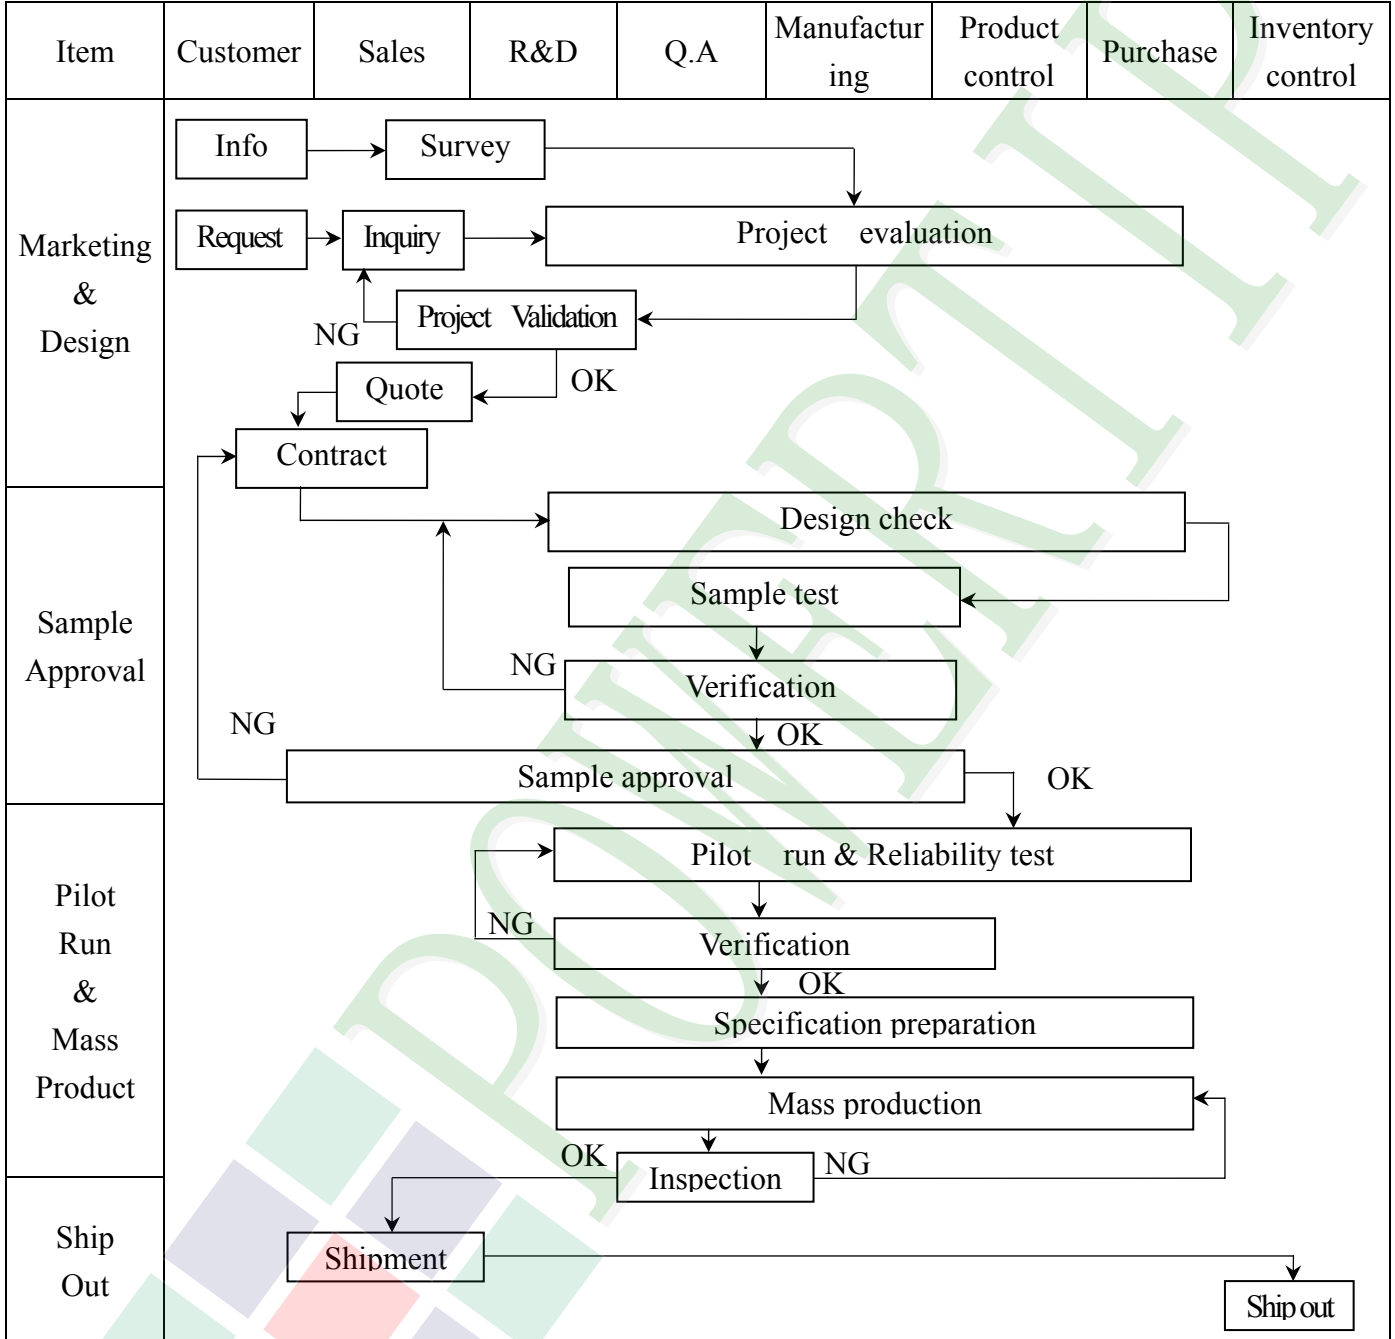 Item
Customer
Sales
R&D
Q.A
Manufactur
ing
Product
control
Purchase
Inventory
control
Marketing
&
Design
Info
Survey
Request
Inquiry
Project evaluation
NG
Project Validation
Quote
OK
Contract
Sample
Approval
Design check
Sample test
NG
Verification
NG
OK
Sample approval
OK
Pilot
Run
&
Mass
Product
Pilot run & Reliability test
NG
Verification
OK
Specification preparation
Mass production
OK
Inspection
NG
Ship
Out
Shipment
Ship out
POWERTIP